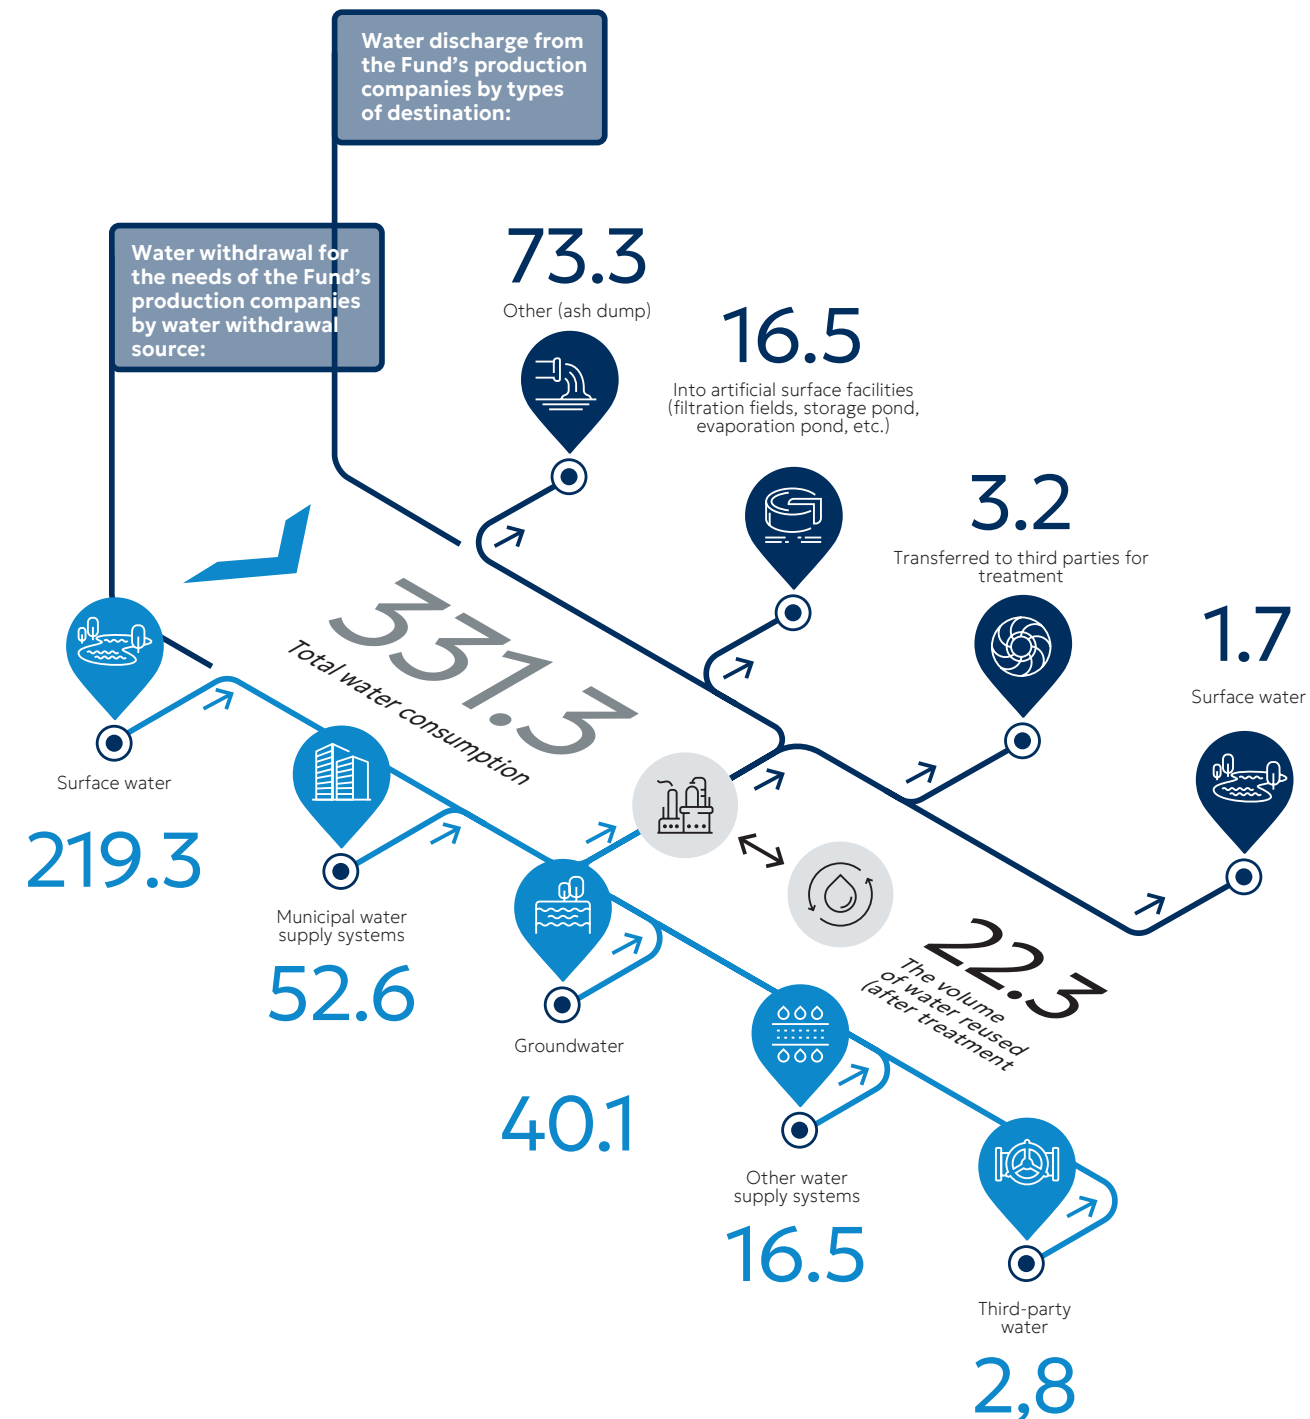 Water discharge from
the Fund's production
companies by types
of destination:
Water withdrawal for
the needs of the Fund's
production companies
by water withdrawal
source:
73.3
Other (ash dump)
16.5
Into artificial surface facilities
(filtration fields, storage pond,
evaporation pond, etc.)
3.2
Transferred to third parties for
treatment
1.7
Surface water
331.3
Total water consumption
Surface water
219.3
Municipal water
supply systems
52.6
Groundwater
40.1
22.3
The volume
of water reused
(after treatment
Other water
supply systems
16.5
Third-party
water
2,8